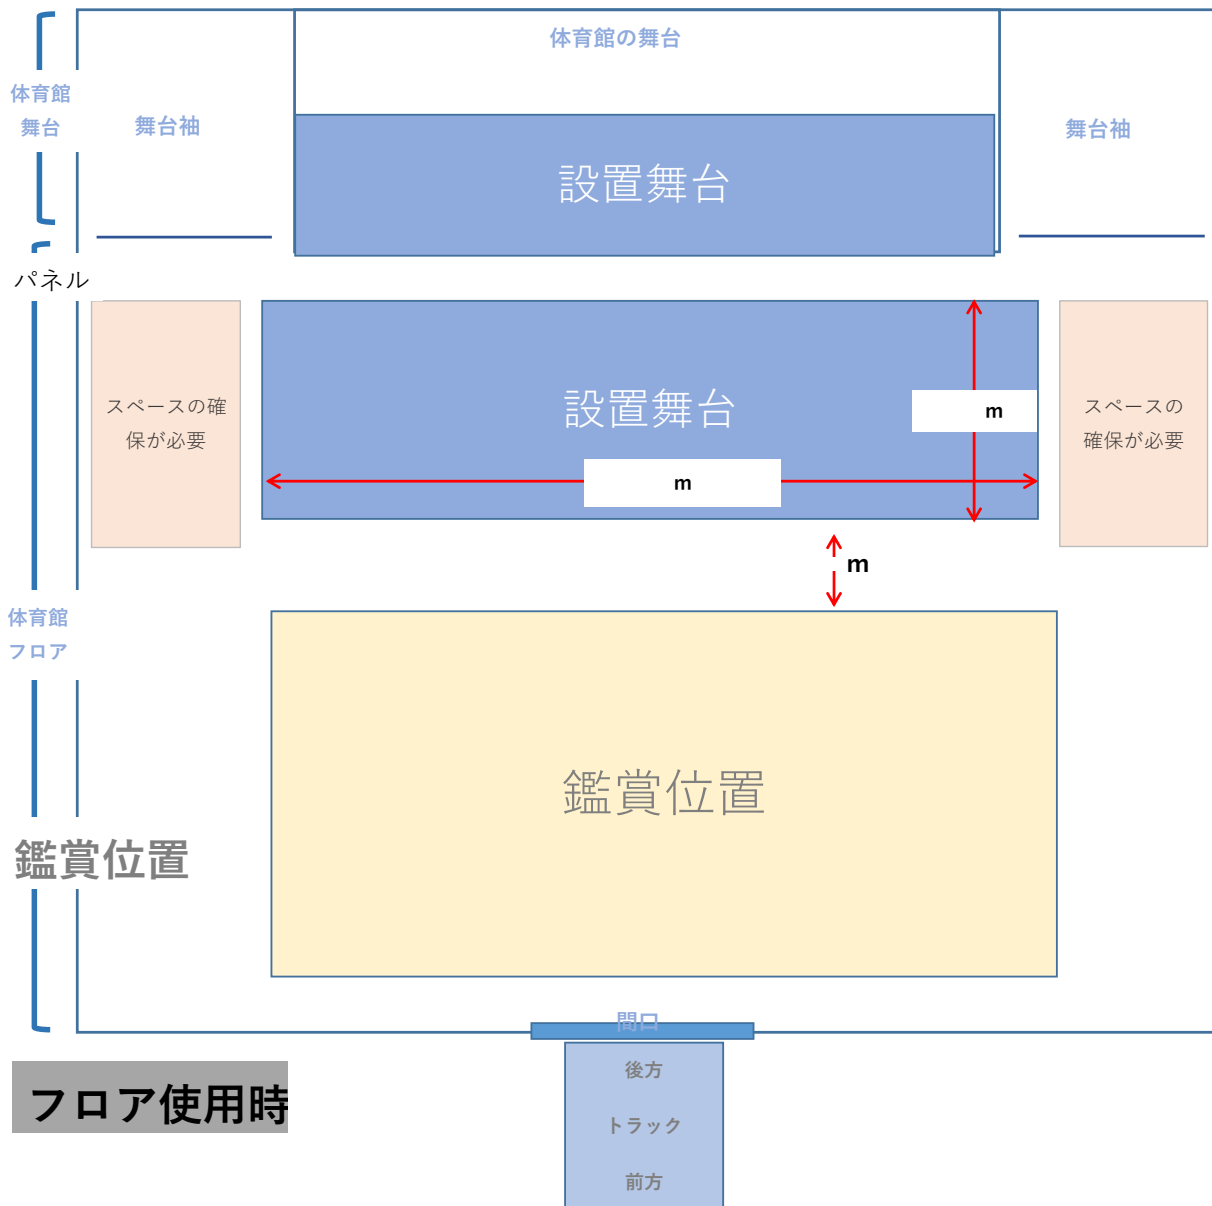 体育館の舞台
体育館
舞台
舞台袖
舞台袖
設置舞台
パネル
スペースの確
保が必要
設置舞台
m
m
スペースの
確保が必要
m
体育館
フロア
鑑賞位置
鑑賞位置
間口
後方
トラック
前方
フロア使用時